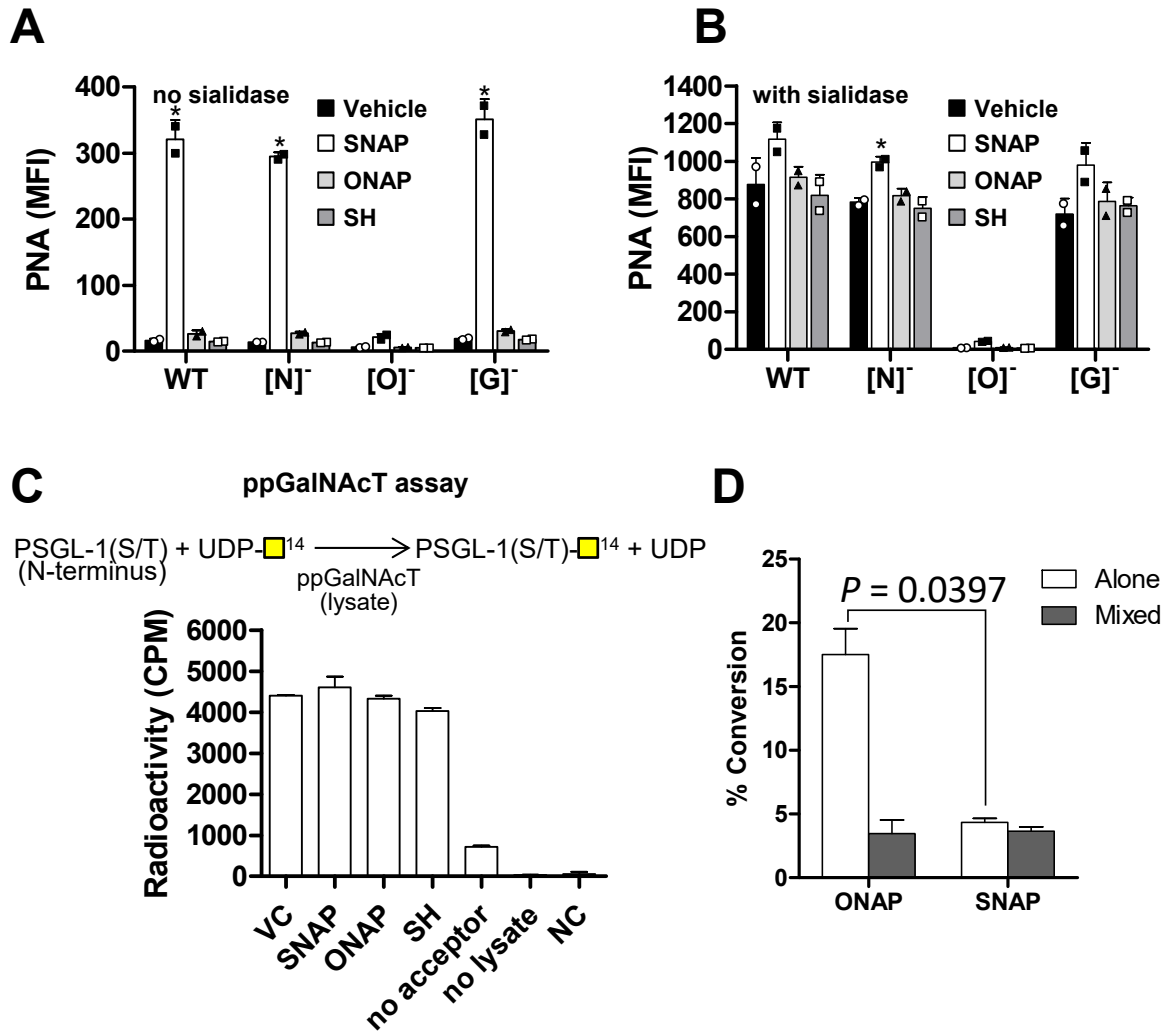 A
PNA (MFI)
400
300
200
100
0
no sialidase
* * *
Vehicle
SNAP
ONAP
SH
WT [N]⁻ [O]⁻ [G]⁻
B
PNA (MFI)
1400
1200
1000
800
600
400
200
0
with sialidase
*
Vehicle
SNAP
ONAP
SH
WT [N]⁻ [O]⁻ [G]⁻
C
ppGalNAcT assay
PSGL-1(S/T) + UDP-¹⁴ PSGL-1(S/T)-¹⁴ + UDP
(N-terminus)
ppGalNAcT
(lysate)
Radioactivity (CPM)
6000
5000
4000
3000
2000
1000
0
VC SNAP ONAP SH no acceptor no lysate NC
D
% Conversion
25
20
15
10
5
0
P = 0.0397
Alone
Mixed
ONAP SNAP